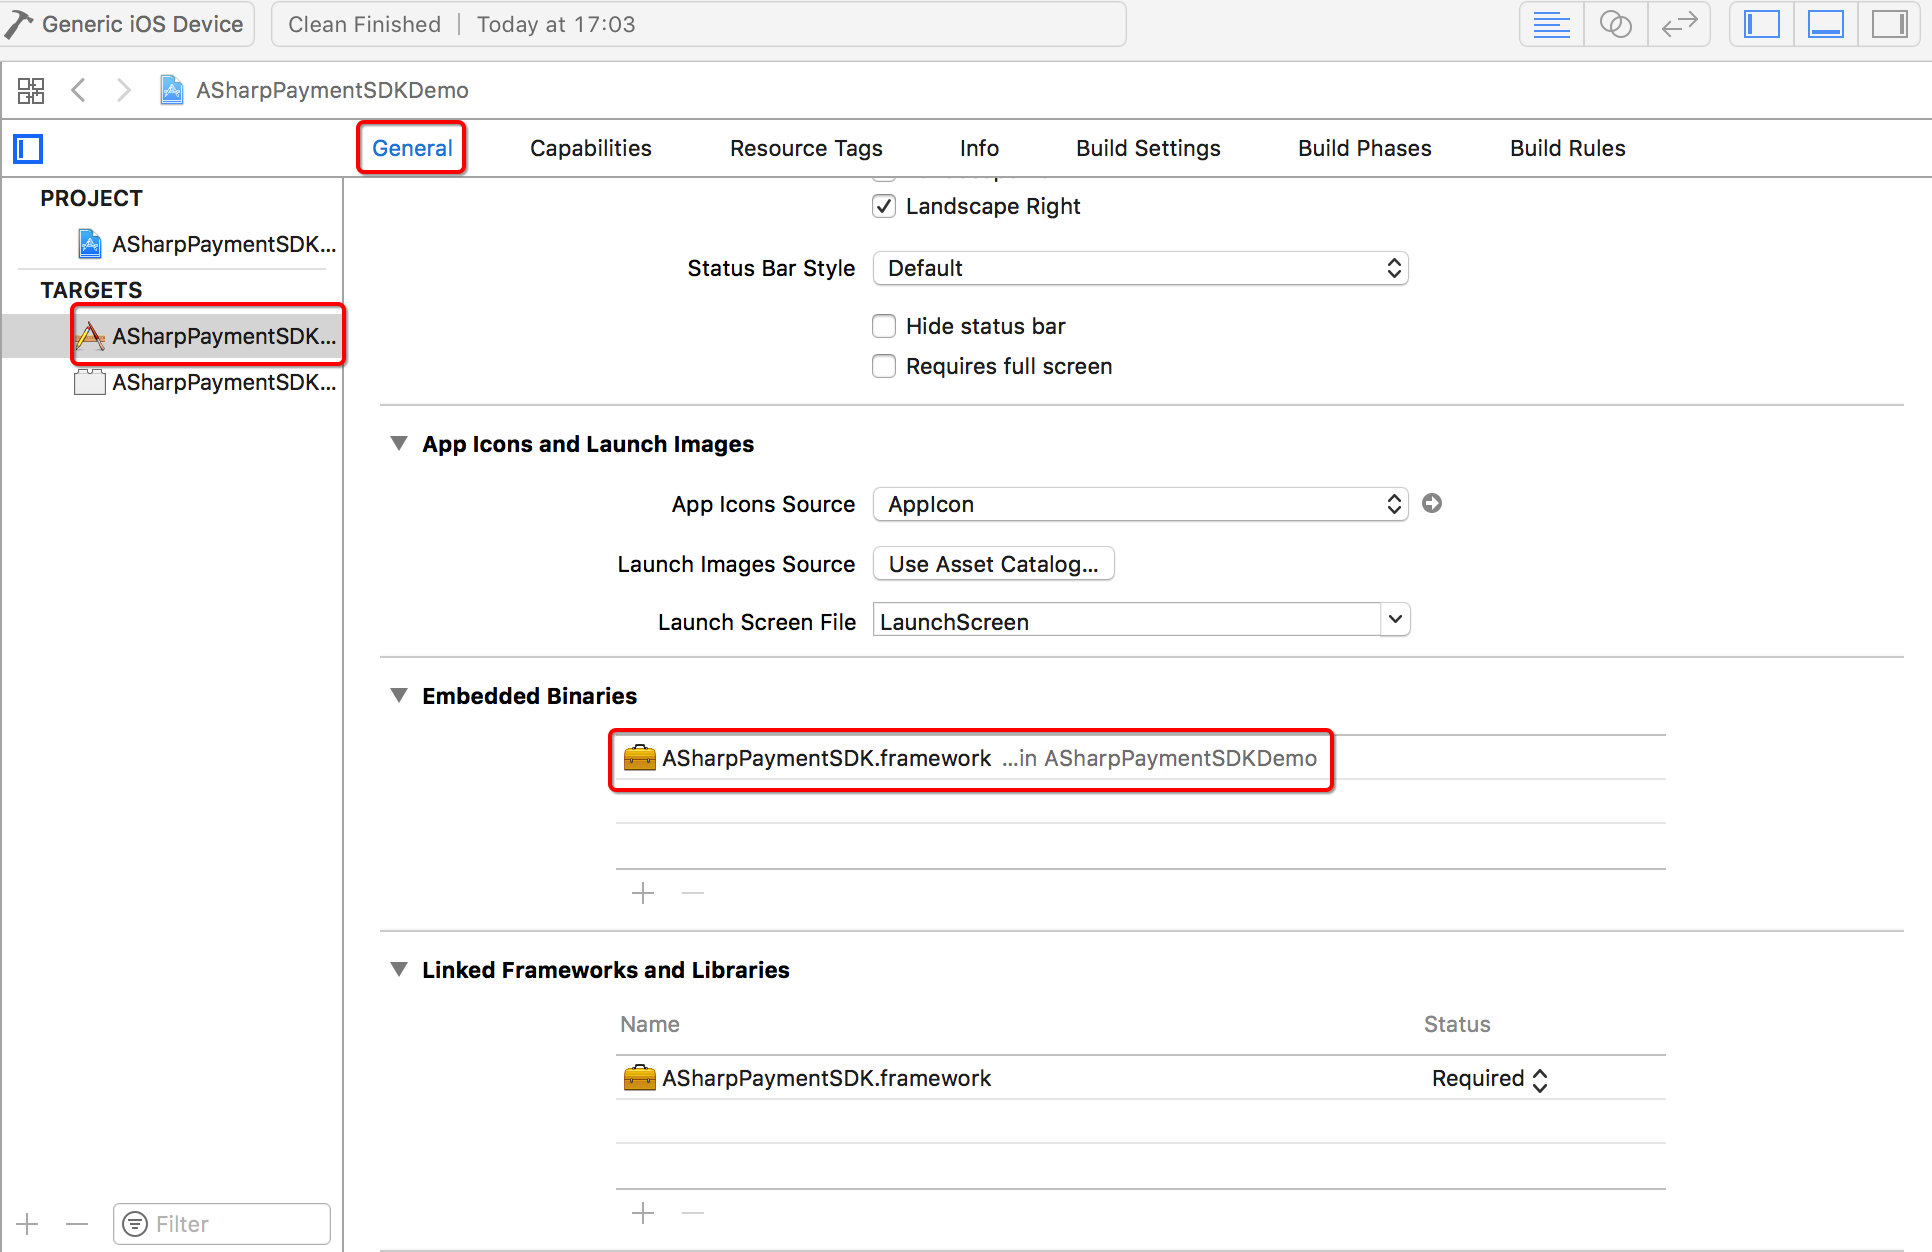 Generic iOS Device
Clean Finished | Today at 17:03
ASharpPaymentSDKDemo
General Capabilities Resource Tags Info Build Settings Build Phases Build Rules
PROJECT
ASharpPaymentSDK...
TARGETS
ASharpPaymentSDK...
ASharpPaymentSDK...
Landscape Right
Status Bar Style Default
Hide status bar
Requires full screen
App Icons and Launch Images
App Icons Source AppIcon
Launch Images Source Use Asset Catalog...
Launch Screen File LaunchScreen
Embedded Binaries
ASharpPaymentSDK.framework ...in ASharpPaymentSDKDemo
Linked Frameworks and Libraries
Name Status
ASharpPaymentSDK.framework Required
Filter